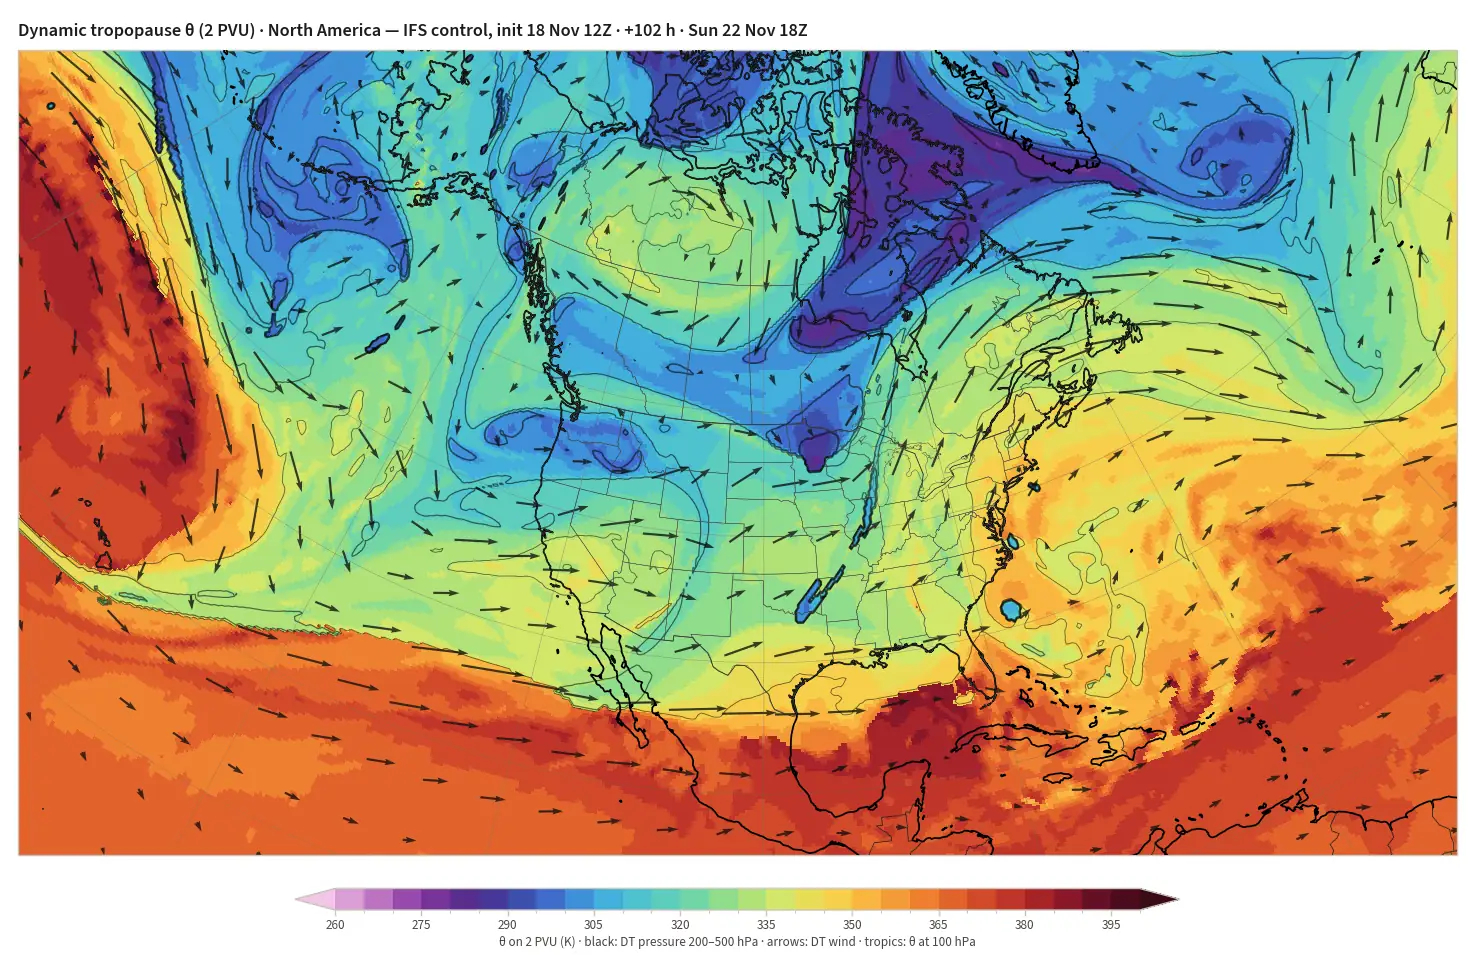 Dynamic tropopause θ (2 PVU) · North America — IFS control, init 18 Nov 12Z · +102 h · Sun 22 Nov 18Z
260 275 290 305 320 335 350 365 380 395
θ on 2 PVU (K) · black: DT pressure 200–500 hPa · arrows: DT wind · tropics: θ at 100 hPa